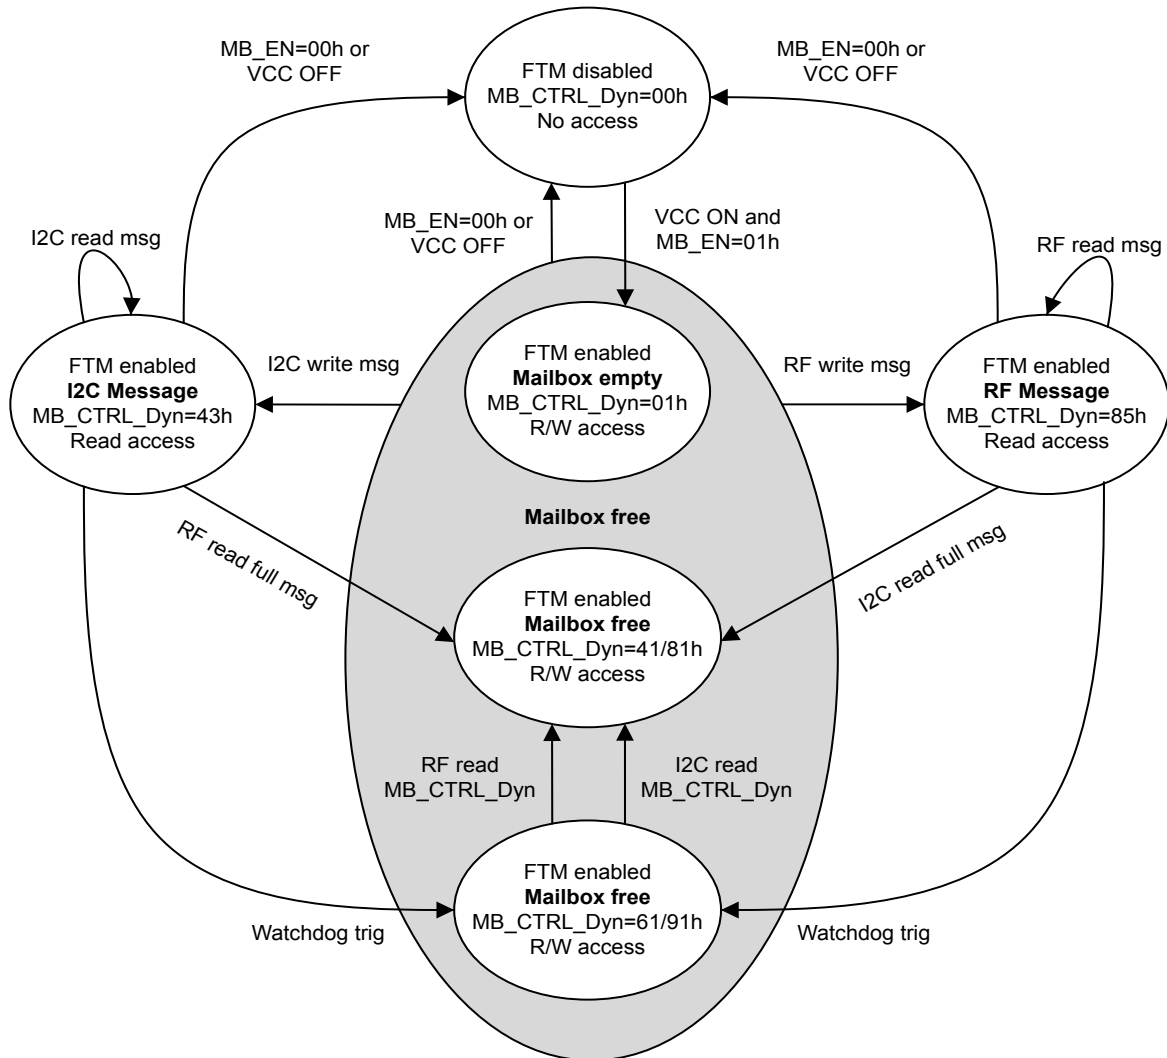 MB_EN=00h or
VCC OFF
FTM disabled
MB_CTRL_Dyn=00h
No access
MB_EN=00h or
VCC OFF
MB_EN=00h or
VCC OFF
VCC ON and
MB_EN=01h
I2C read msg
RF read msg
FTM enabled
I2C Message
MB_CTRL_Dyn=43h
Read access
I2C write msg
FTM enabled
Mailbox empty
MB_CTRL_Dyn=01h
R/W access
RF write msg
FTM enabled
RF Message
MB_CTRL_Dyn=85h
Read access
Mailbox free
RF read full msg
I2C read full msg
FTM enabled
Mailbox free
MB_CTRL_Dyn=41/81h
R/W access
RF read
MB_CTRL_Dyn
I2C read
MB_CTRL_Dyn
FTM enabled
Mailbox free
MB_CTRL_Dyn=61/91h
R/W access
Watchdog trig
Watchdog trig